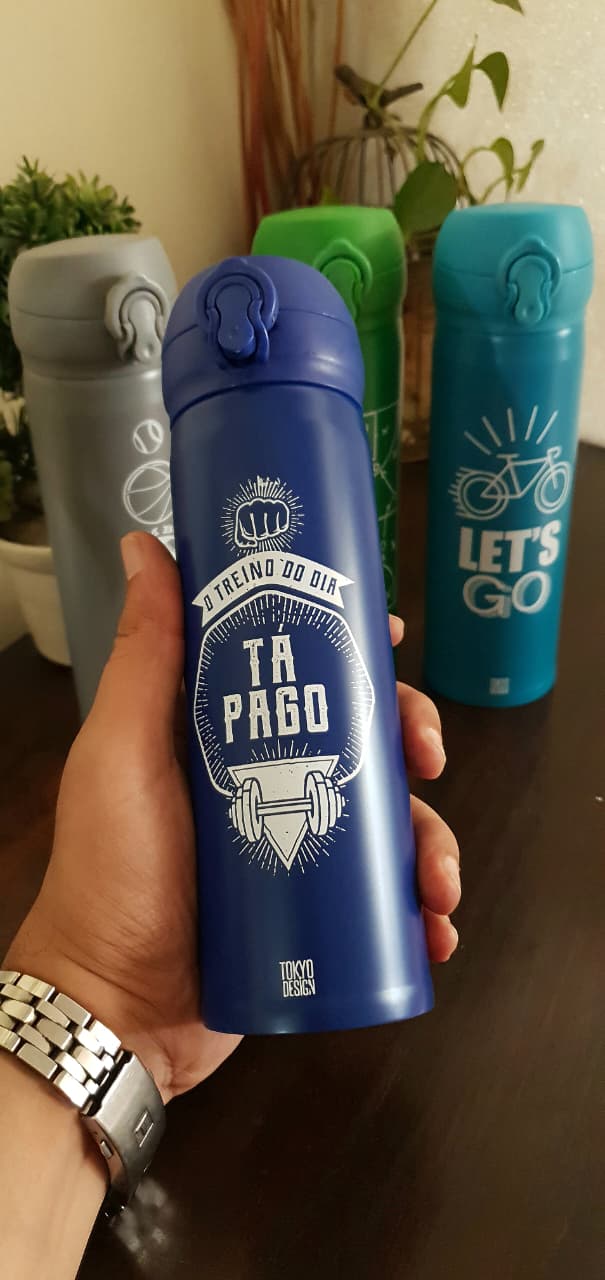 O TREINO DO DIA
TÁ
PAGO
TOKYO
DESIGN
LET'S
GO